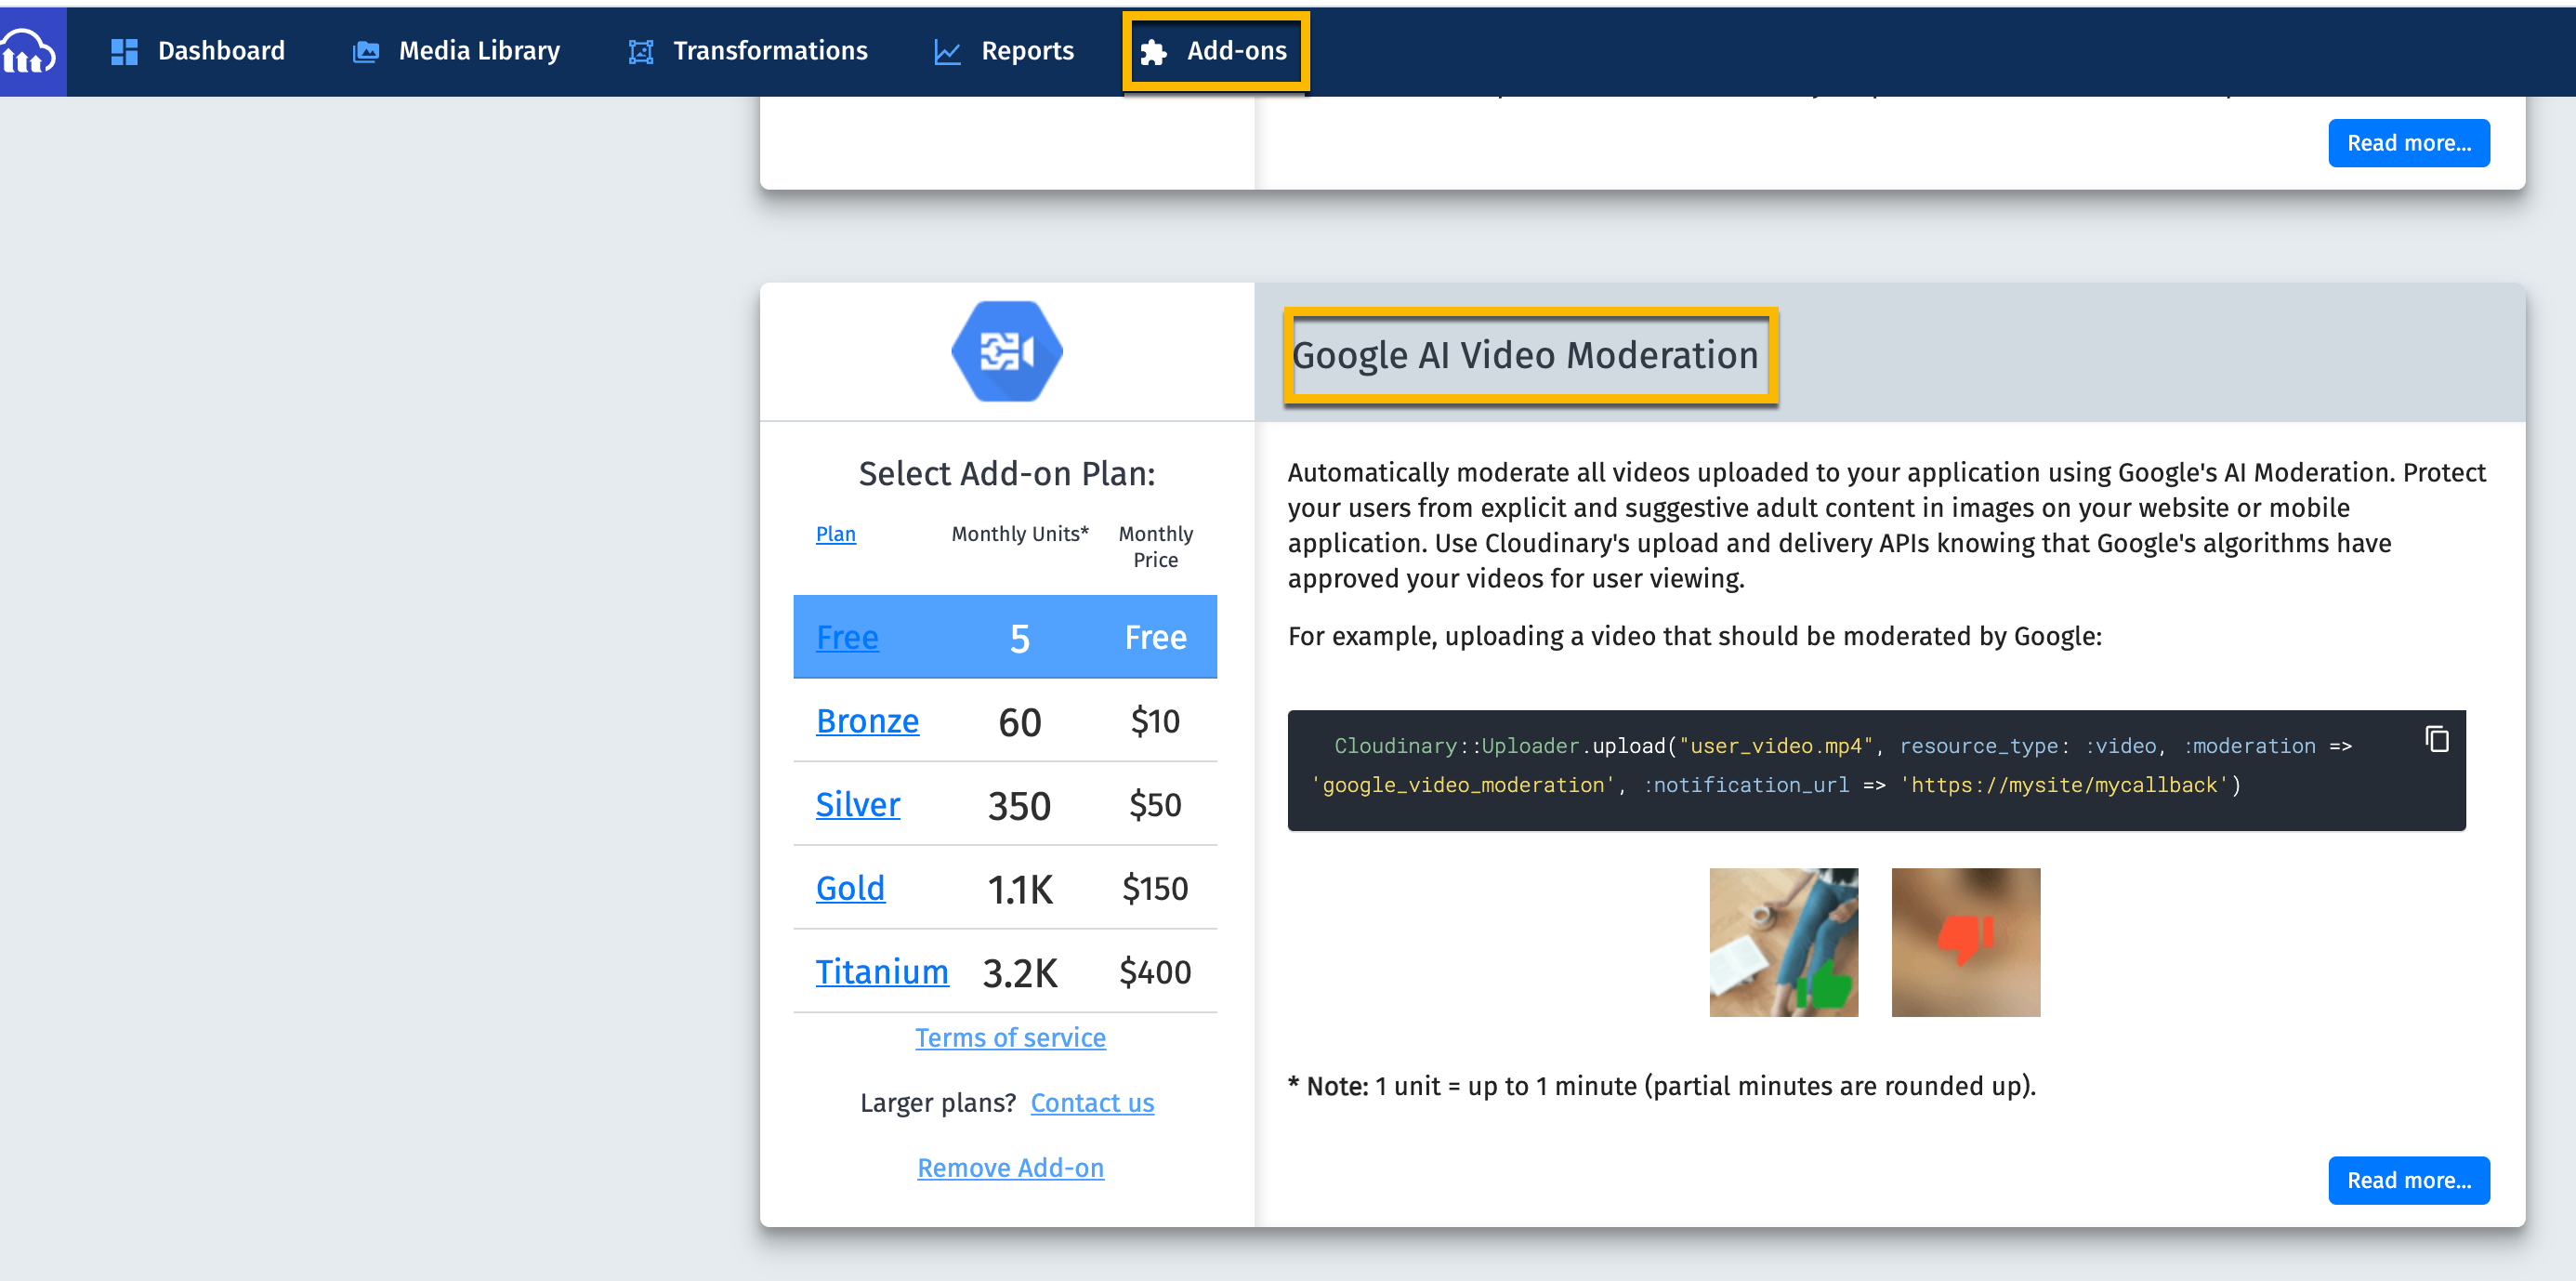 Dashboard
Media Library
Transformations
Reports
Add-ons
Read more...
Google AI Video Moderation
Select Add-on Plan:
Plan Monthly Units* Monthly Price
Free 5 Free
Bronze 60 $10
Silver 350 $50
Gold 1.1K $150
Titanium 3.2K $400
Terms of service
Larger plans? Contact us
Remove Add-on
Automatically moderate all videos uploaded to your application using Google's AI Moderation. Protect
your users from explicit and suggestive adult content in images on your website or mobile
application. Use Cloudinary's upload and delivery APIs knowing that Google's algorithms have
approved your videos for user viewing.
For example, uploading a video that should be moderated by Google:
Cloudinary::Uploader.upload("user_video.mp4", resource_type: :video, :moderation =>
'google_video_moderation', :notification_url => 'https://mysite/mycallback')
* Note: 1 unit = up to 1 minute (partial minutes are rounded up).
Read more...